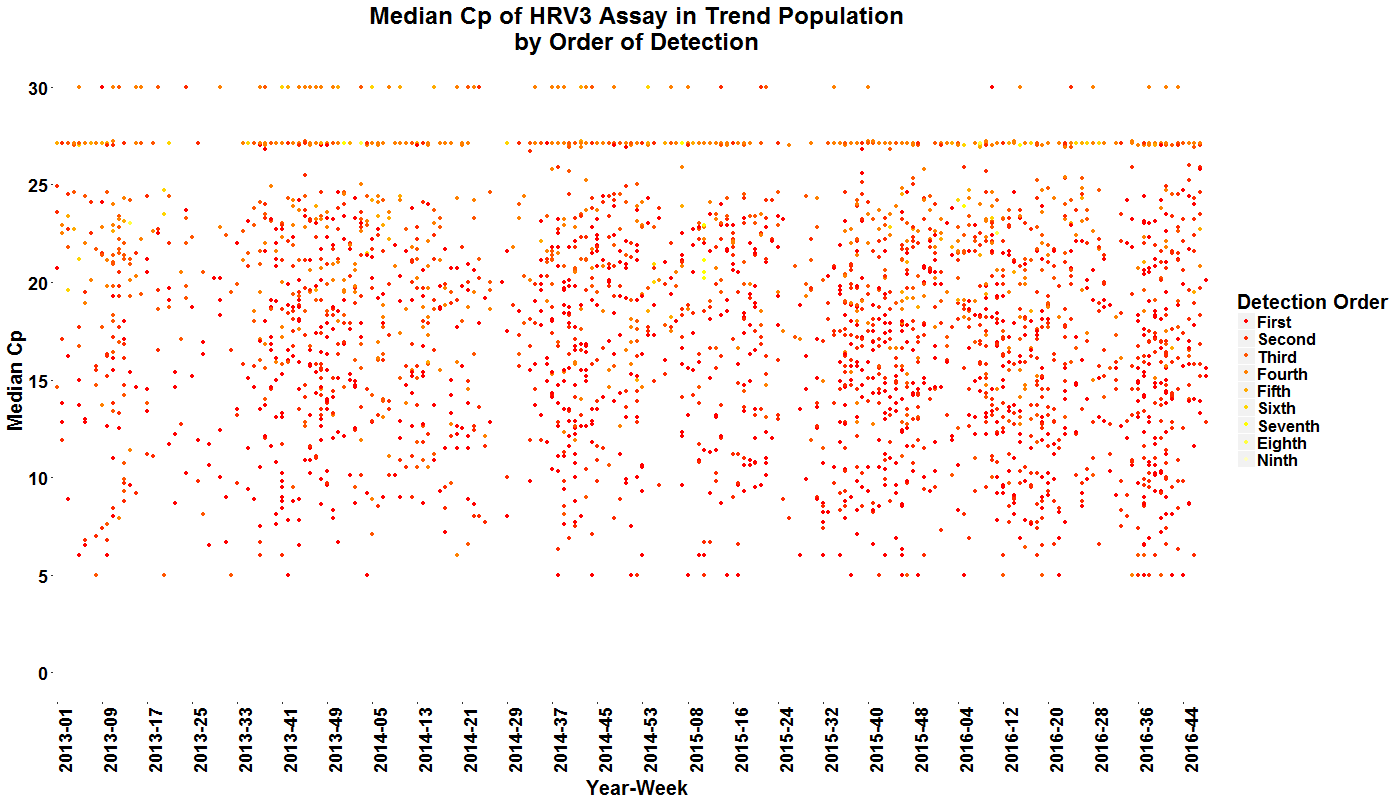 Median Cp of HRV3 Assay in Trend Population
by Order of Detection
30
25
20
15
10
5
0
Median Cp
2013-01
2013-09
2013-17
2013-25
2013-33
2013-41
2013-49
2014-05
2014-13
2014-21
2014-29
2014-37
2014-45
2014-53
2015-08
2015-16
2015-24
2015-32
2015-40
2015-48
2016-04
2016-12
2016-20
2016-28
2016-36
2016-44
Year-Week
Detection Order
First
Second
Third
Fourth
Fifth
Sixth
Seventh
Eighth
Ninth